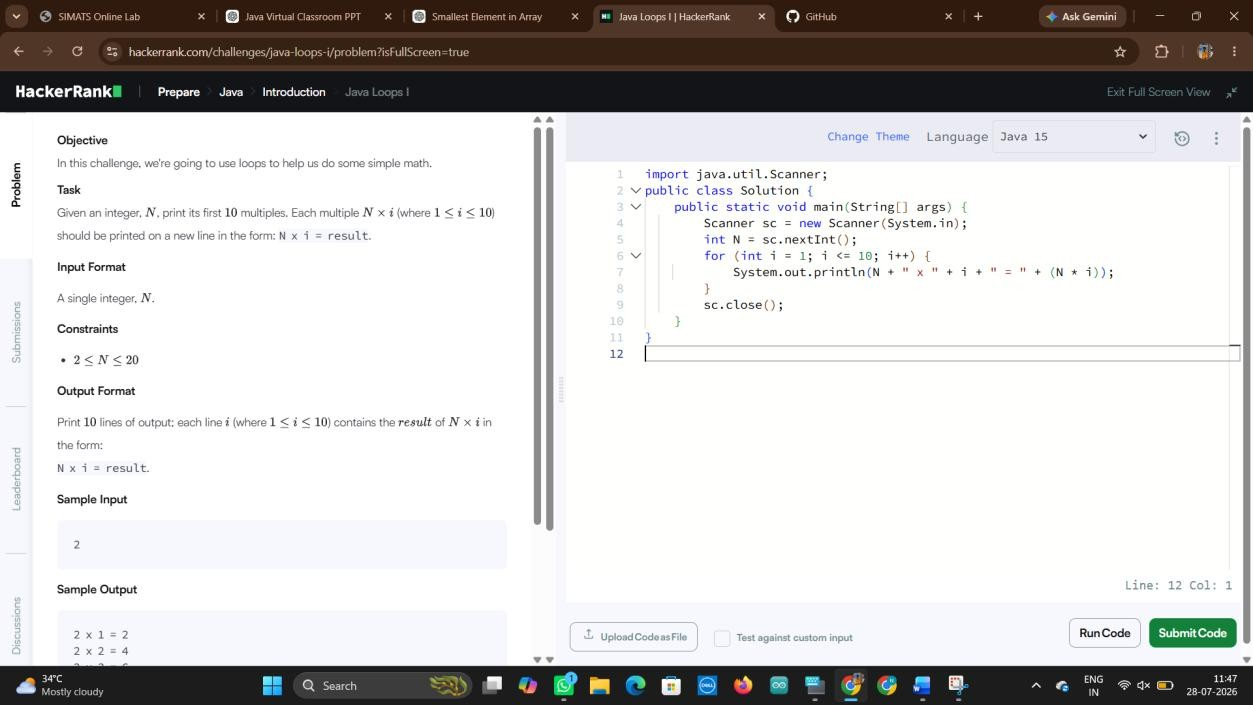 SIMATS Online Lab
Java Virtual Classroom PPT
Smallest Element in Array
Java Loops I | HackerRank
GitHub
Ask Gemini
hackerrank.com/challenges/java-loops-i/problem?isFullScreen=true
HackerRank
Prepare
Java
Introduction
Java Loops I
Exit Full Screen View
Problem
Submissions
Leaderboard
Discussions
Objective
In this challenge, we're going to use loops to help us do some simple math.
Task
Given an integer, N, print its first 10 multiples. Each multiple N × i (where 1 ≤ i ≤ 10)
should be printed on a new line in the form: N x i = result.
Input Format
A single integer, N.
Constraints
• 2 ≤ N ≤ 20
Output Format
Print 10 lines of output; each line i (where 1 ≤ i ≤ 10) contains the result of N × i in
the form:
N x i = result.
Sample Input
2
Sample Output
2 x 1 = 2
2 x 2 = 4
2 x 3 = 6
Change Theme Language Java 15
1 import java.util.Scanner;
2 public class Solution {
3 public static void main(String[] args) {
4 Scanner sc = new Scanner(System.in);
5 int N = sc.nextInt();
6 for (int i = 1; i <= 10; i++) {
7 System.out.println(N + " x " + i + " = " + (N * i));
8 }
9 sc.close();
10 }
11 }
12
Line: 12 Col: 1
Upload Code as File
Test against custom input
Run Code
Submit Code
34°C
Mostly cloudy
Search
DELL
1
ENG
IN
11:47
28-07-2026